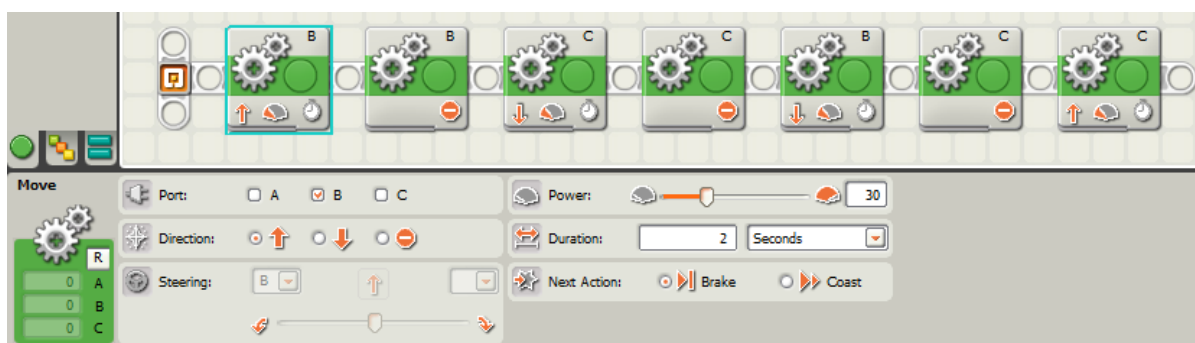 B B C C B C C
Move
Port: A B C
Power: 30
Direction:
Duration: 2 Seconds
R
Steering: B
Next Action: Brake Coast
0 A
0 B
0 C